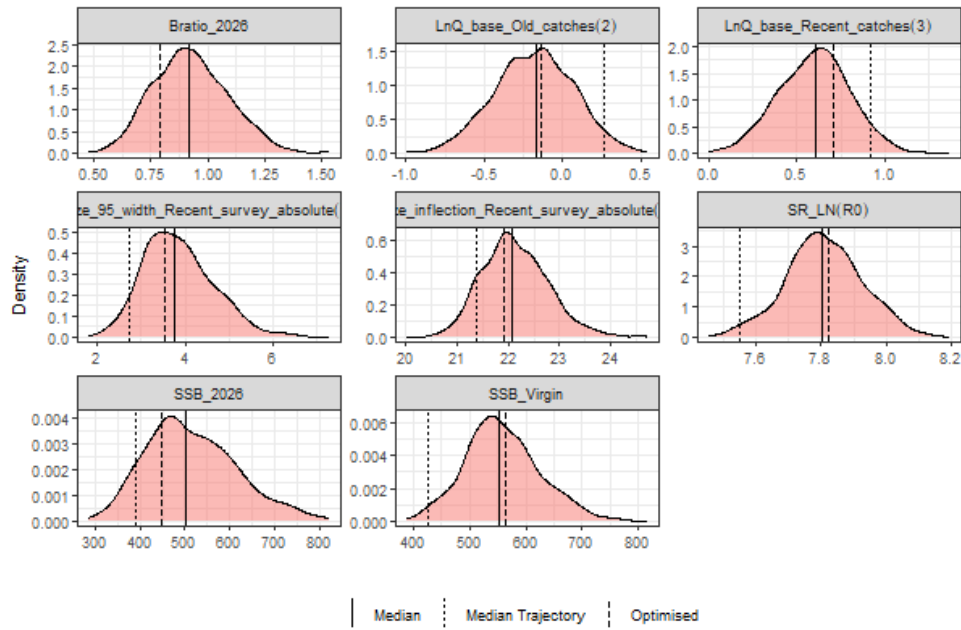 Bratio_2026
LnQ_base_Old_catches(2)
LnQ_base_Recent_catches(3)
2.5
2.0
1.5
1.0
0.5
0.0
0.50 0.75 1.00 1.25 1.50
1.5
1.0
0.5
0.0
-1.0 -0.5 0.0 0.5
2.0
1.5
1.0
0.5
0.0
0.0 0.5 1.0
ze_95_width_Recent_survey_absolute(
ze_inflection_Recent_survey_absolute(
SR_LN(R0)
Density
0.5
0.4
0.3
0.2
0.1
0.0
2 4 6
0.6
0.4
0.2
0.0
20 21 22 23 24
3
2
1
0
7.6 7.8 8.0 8.2
SSB_2026
SSB_Virgin
0.004
0.003
0.002
0.001
0.000
300 400 500 600 700 800
0.006
0.004
0.002
0.000
400 500 600 700 800
Median Median Trajectory Optimised